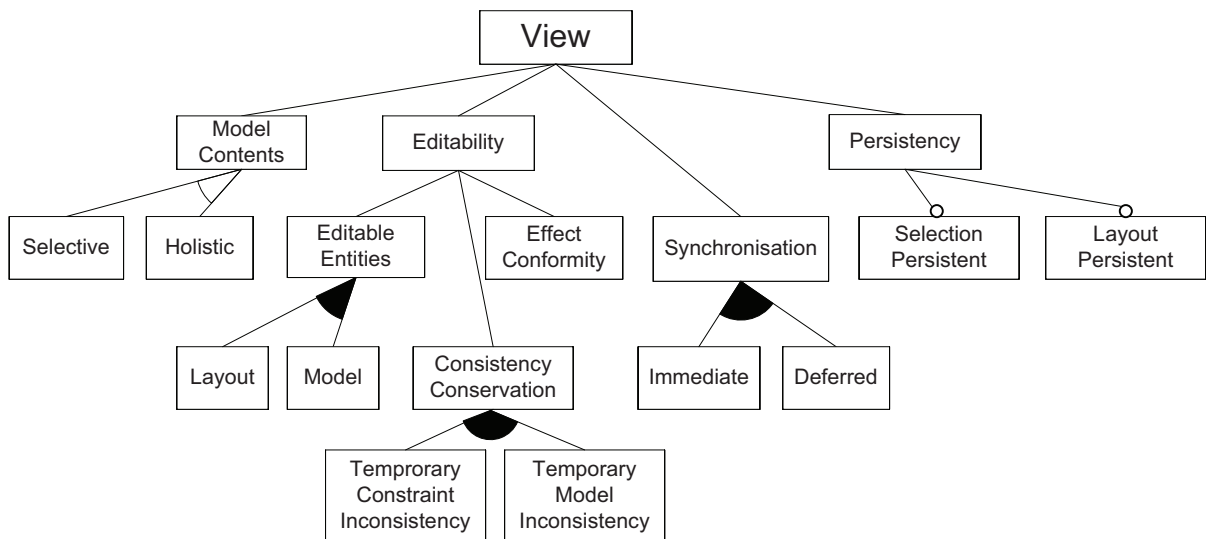 View
Model
Contents
Editability
Persistency
Selective
Holistic
Editable
Entities
Effect
Conformity
Synchronisation
Selection
Persistent
Layout
Persistent
Layout
Model
Consistency
Conservation
Immediate
Deferred
Temprorary
Constraint
Inconsistency
Temporary
Model
Inconsistency